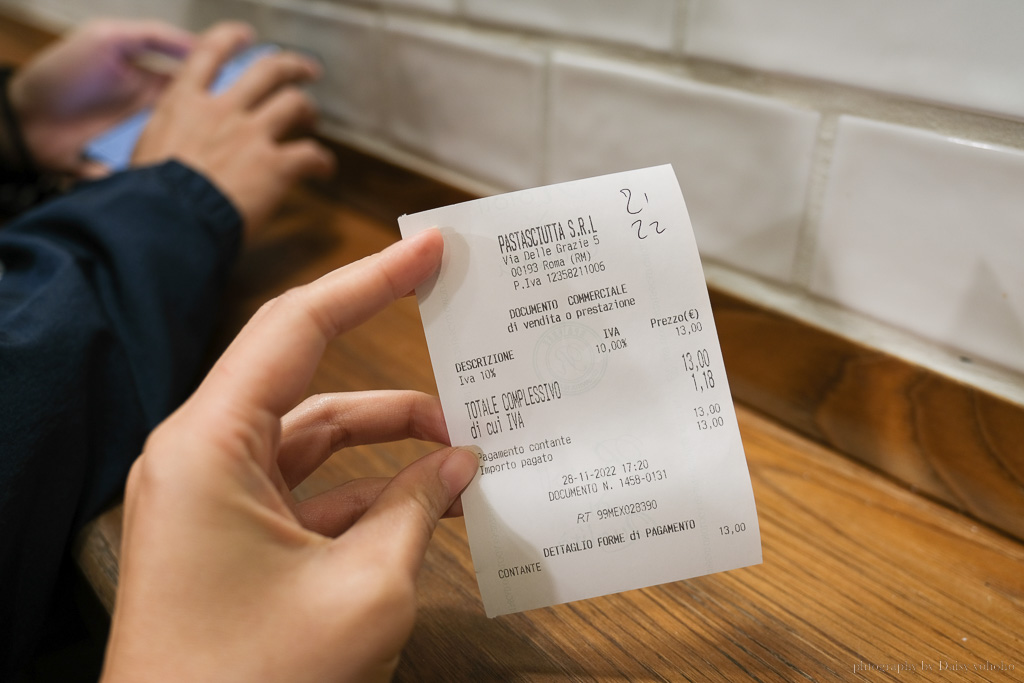 21
22
PASTASCIUTTA S.R.L
Via Delle Grazie 5
00193 Roma (RM)
P.Iva 12358211006
DOCUMENTO COMMERCIALE
di vendita o prestazione
DESCRIZIONE IVA Prezzo(€)
Iva 10% 10,00% 13,00
TOTALE COMPLESSIVO 13,00
di cui IVA 1,18
Pagamento contante 13,00
Importo pagato 13,00
28-11-2022 17:20
DOCUMENTO N. 1458-0131
RT 99MEX028390
DETTAGLIO FORME di PAGAMENTO
CONTANTE 13,00
photography by